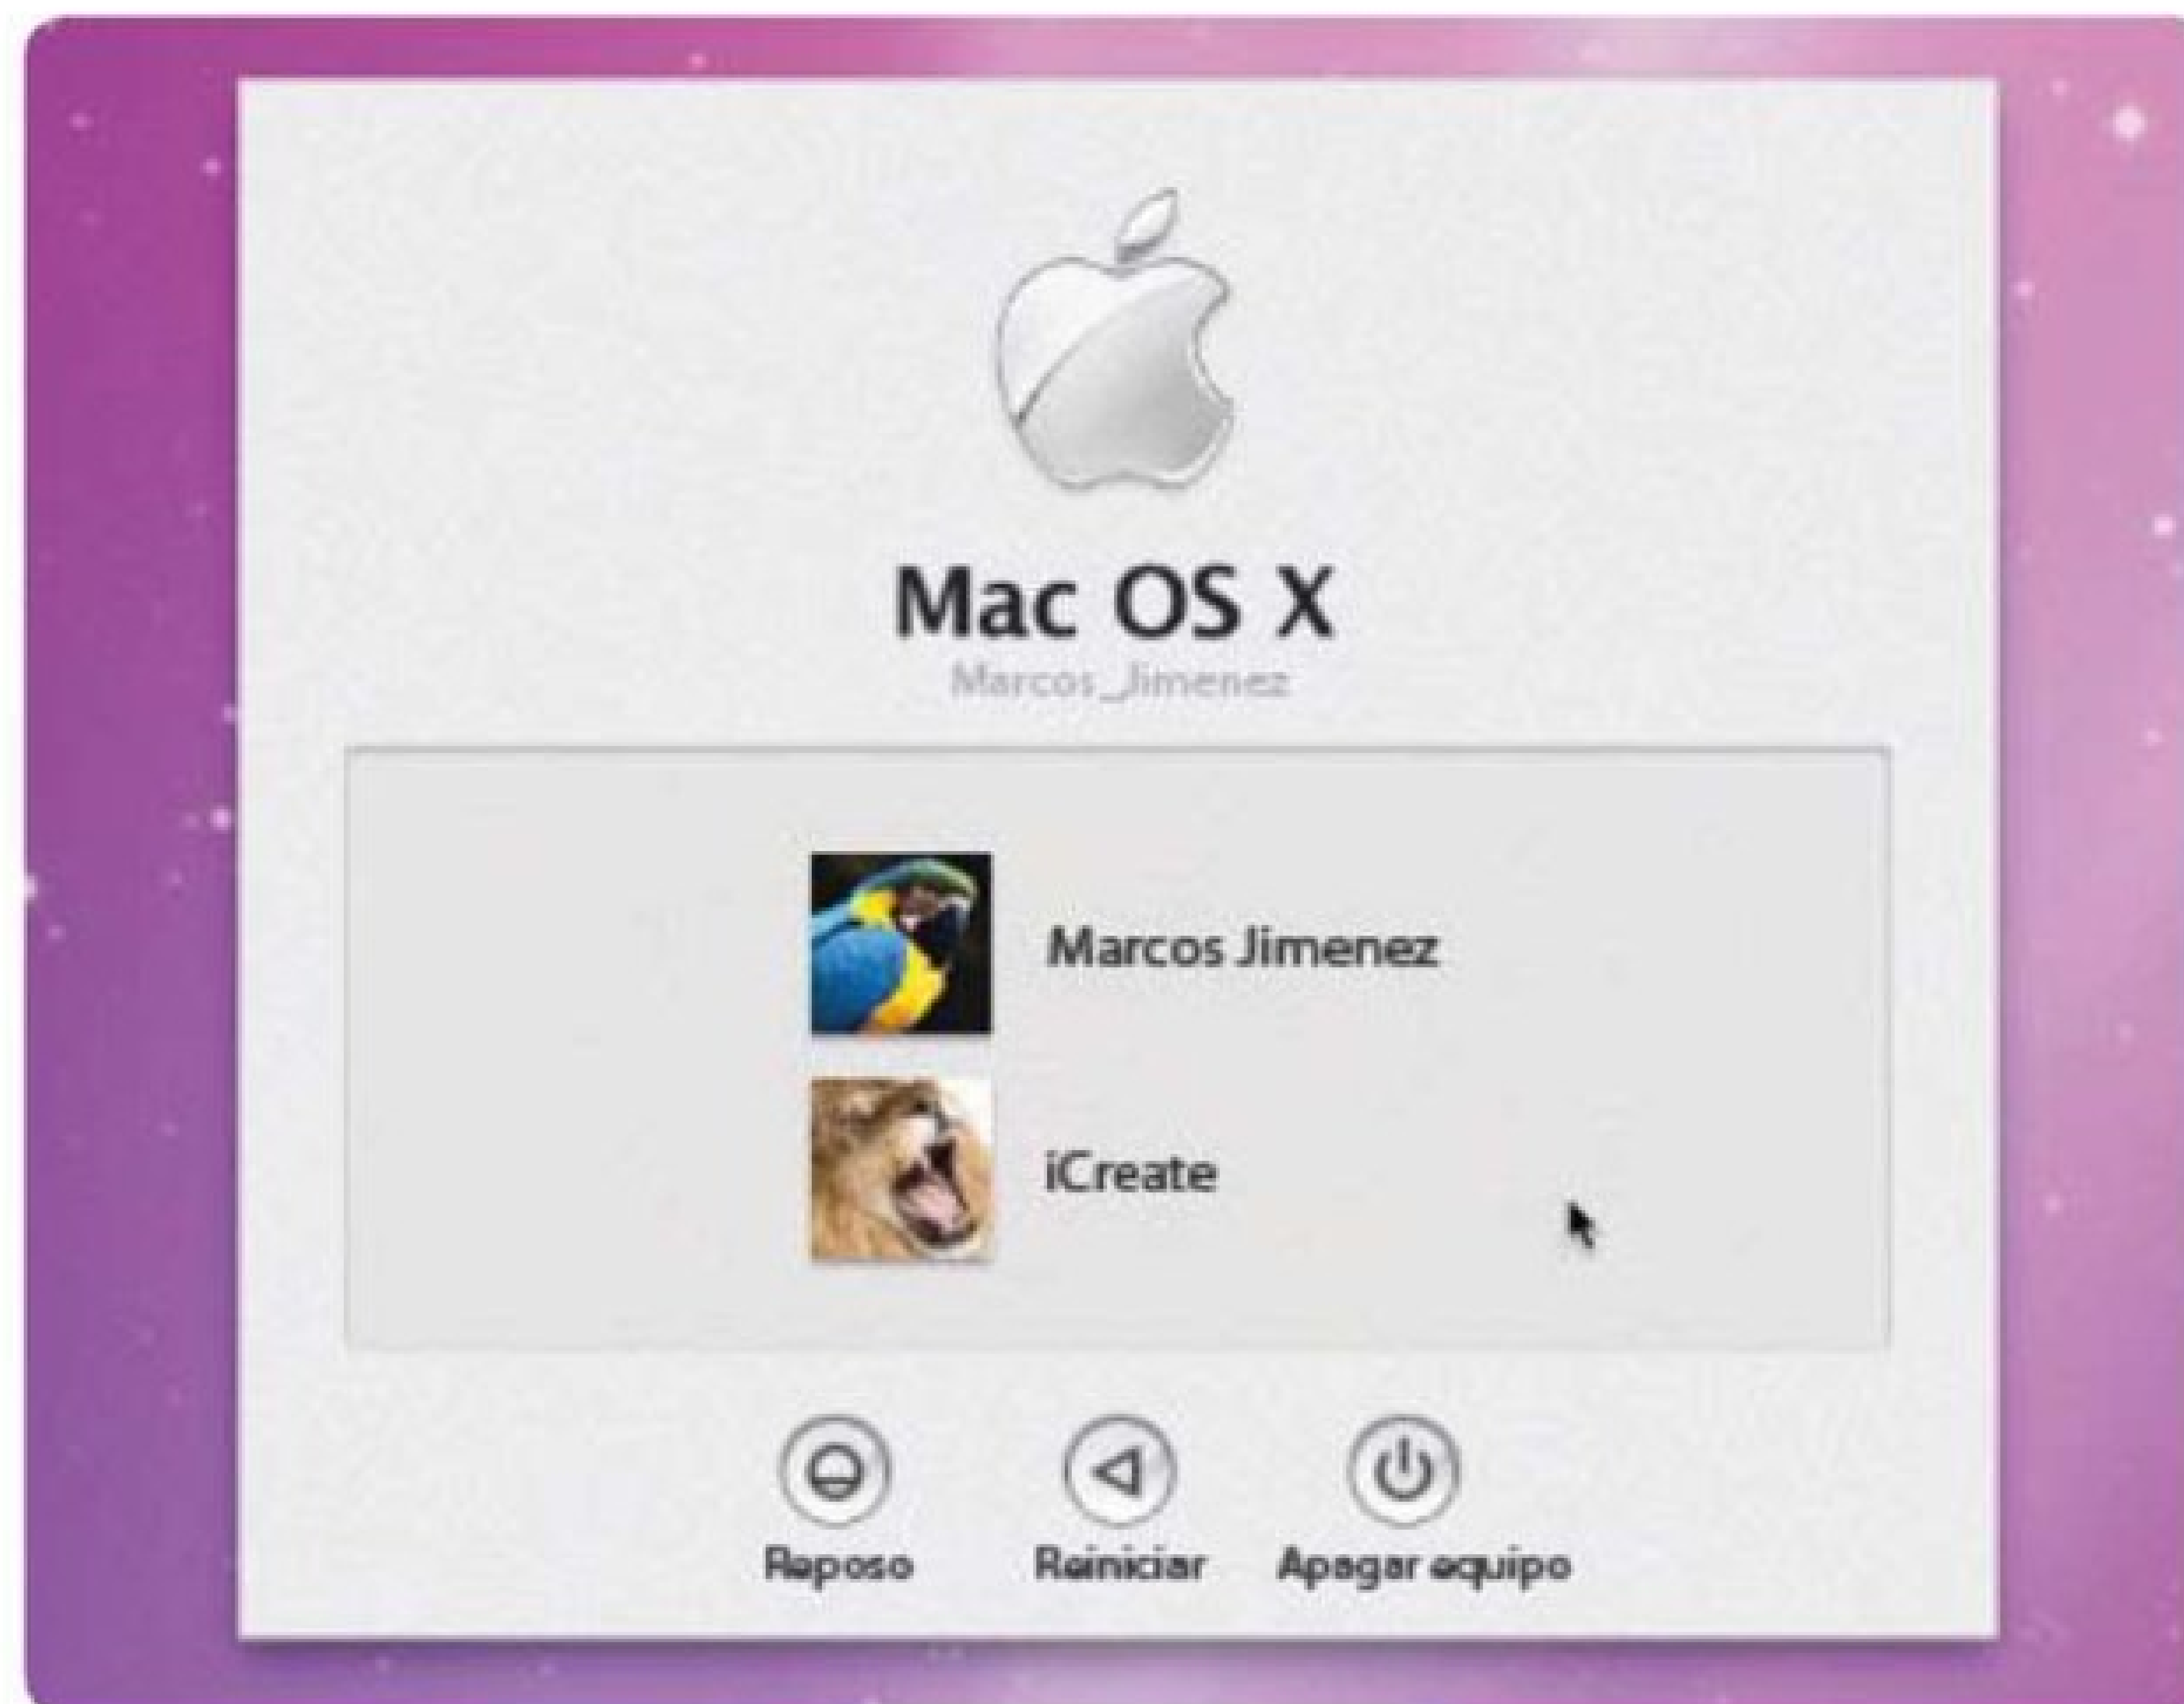 Mac OS X
Marcos_Jimenez
Marcos Jimenez
iCreate
Reposo Reiniciar Apagar equipo